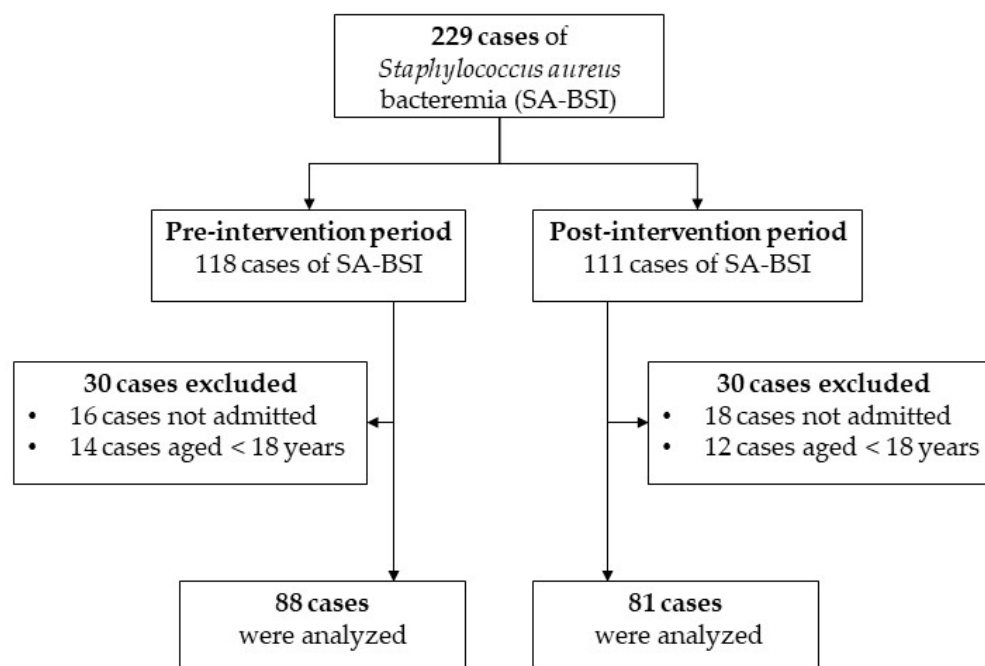 229 cases of
Staphylococcus aureus
bacteremia (SA-BSI)
Pre-intervention period
118 cases of SA-BSI
Post-intervention period
111 cases of SA-BSI
30 cases excluded
• 16 cases not admitted
• 14 cases aged < 18 years
30 cases excluded
• 18 cases not admitted
• 12 cases aged < 18 years
88 cases
were analyzed
81 cases
were analyzed